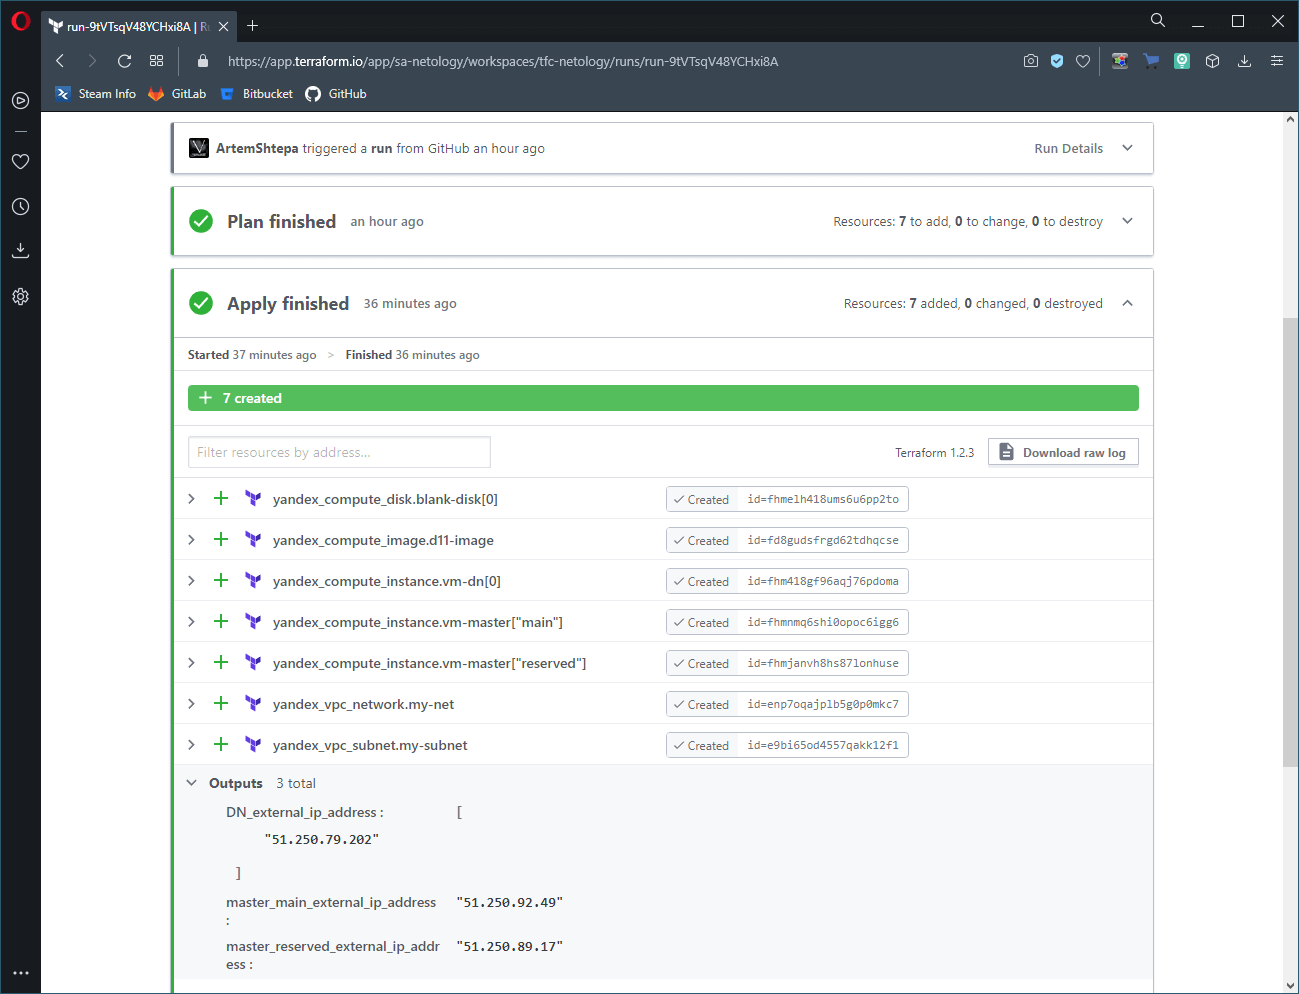 run-9tVTsqV48YCHxi8A | Ru
https://app.terraform.io/app/sa-netology/workspaces/tfc-netology/runs/run-9tVTsqV48YCHxi8A
Steam Info GitLab Bitbucket GitHub
ArtemShtepa triggered a run from GitHub an hour ago Run Details
Plan finished an hour ago Resources: 7 to add, 0 to change, 0 to destroy
Apply finished 36 minutes ago Resources: 7 added, 0 changed, 0 destroyed
Started 37 minutes ago > Finished 36 minutes ago
+ 7 created
Filter resources by address... Terraform 1.2.3 Download raw log
yandex_compute_disk.blank-disk[0] Created id=fhmelh418ums6u6pp2to
yandex_compute_image.d11-image Created id=fd8gudsfrgd62tdhqcse
yandex_compute_instance.vm-dn[0] Created id=fhm418gf96aqj76pdoma
yandex_compute_instance.vm-master["main"] Created id=fhmnmq6shi0opoc6igg6
yandex_compute_instance.vm-master["reserved"] Created id=fhmjanvh8hs87lonhuse
yandex_vpc_network.my-net Created id=enp7oqajplb5g0p0mkc7
yandex_vpc_subnet.my-subnet Created id=e9bi65od4557qakk12f1
Outputs 3 total
DN_external_ip_address : [
"51.250.79.202"
]
master_main_external_ip_address "51.250.92.49"
:
master_reserved_external_ip_addr "51.250.89.17"
ess :